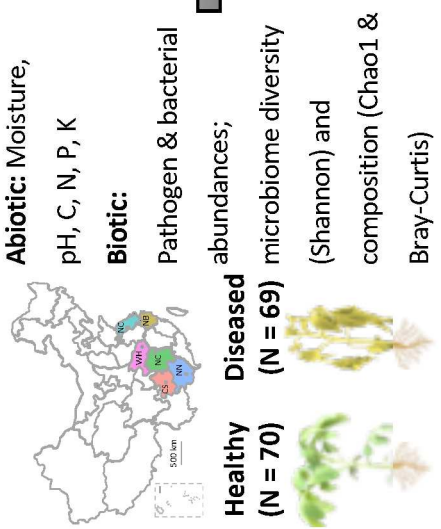 Abiotic: Moisture,
pH, C, N, P, K
Biotic:
Pathogen & bacterial
abundances;
microbiome diversity
(Shannon) and
composition (Chao1 &
Bray-Curtis)
NC
WH
NB
NC
CS
NN
500 km
Healthy
(N = 70)
Diseased
(N = 69)